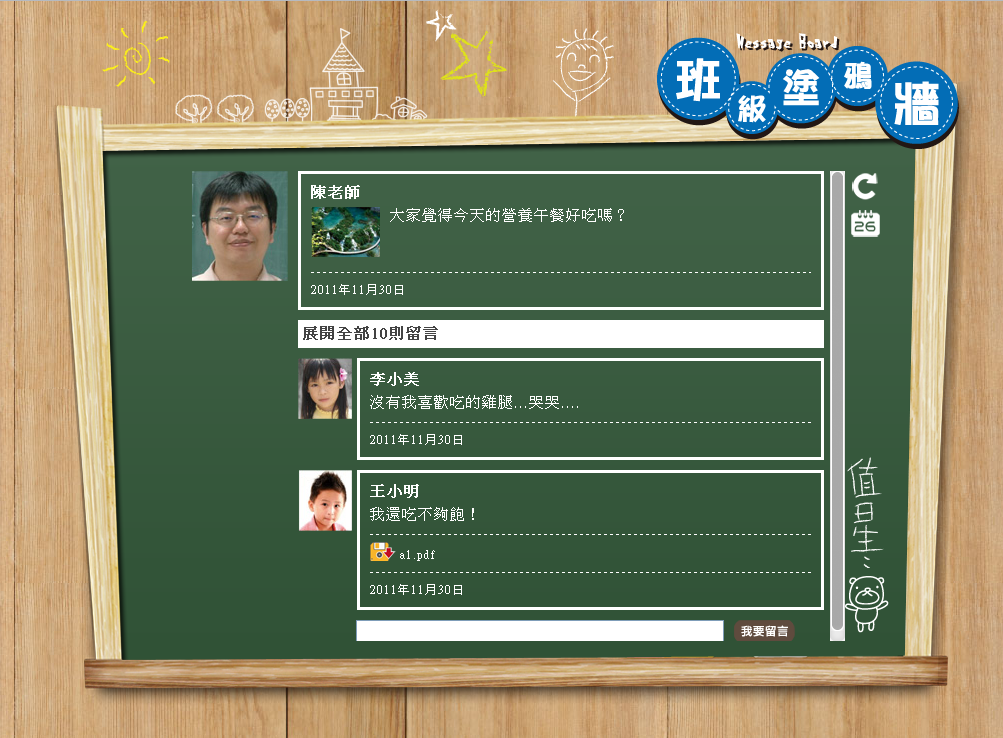 Message Board
班級塗鴉牆
陳老師
大家覺得今天的營養午餐好吃嗎？
2011年11月30日
26
展開全部10則留言
李小美
沒有我喜歡吃的雞腿...哭哭....
2011年11月30日
王小明
我還吃不夠飽！
a1.pdf
2011年11月30日
值日生：
我要留言